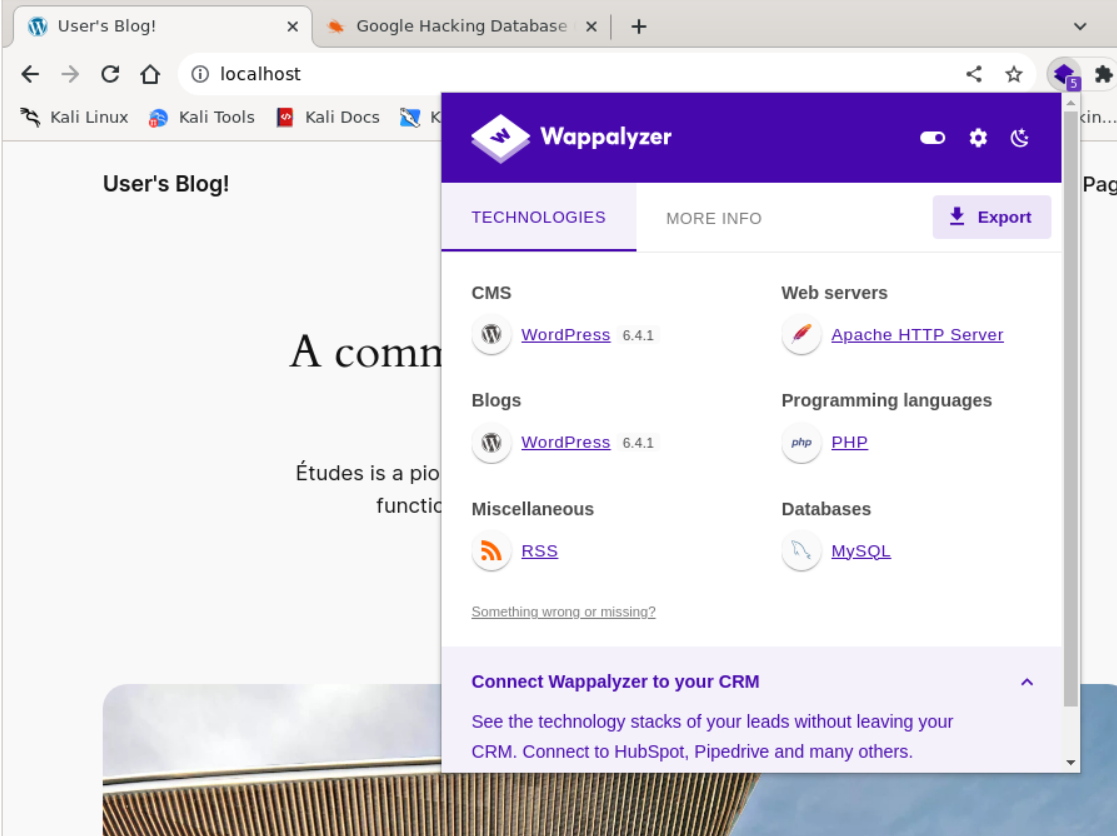 User's Blog!
Google Hacking Database
localhost
5
Kali Linux
Kali Tools
Kali Docs
K
kin...
User's Blog!
Pag
Wappalyzer
TECHNOLOGIES
MORE INFO
Export
CMS
WordPress 6.4.1
Web servers
Apache HTTP Server
Blogs
WordPress 6.4.1
Programming languages
php PHP
Miscellaneous
RSS
Databases
MySQL
Something wrong or missing?
Connect Wappalyzer to your CRM
See the technology stacks of your leads without leaving your
CRM. Connect to HubSpot, Pipedrive and many others.
A comm
Études is a pio
functio